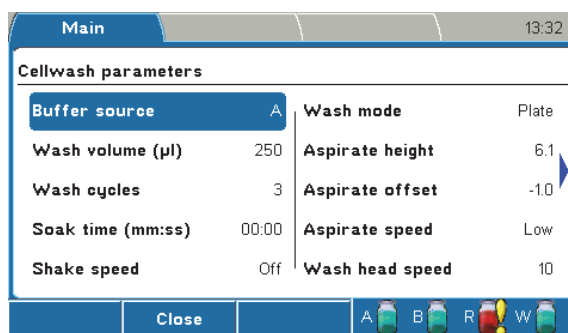 Main 13:32
Cellwash parameters
Buffer source A Wash mode Plate
Wash volume (µl) 250 Aspirate height 6.1
Wash cycles 3 Aspirate offset -1.0
Soak time (mm:ss) 00:00 Aspirate speed Low
Shake speed Off Wash head speed 10
Close A B R W